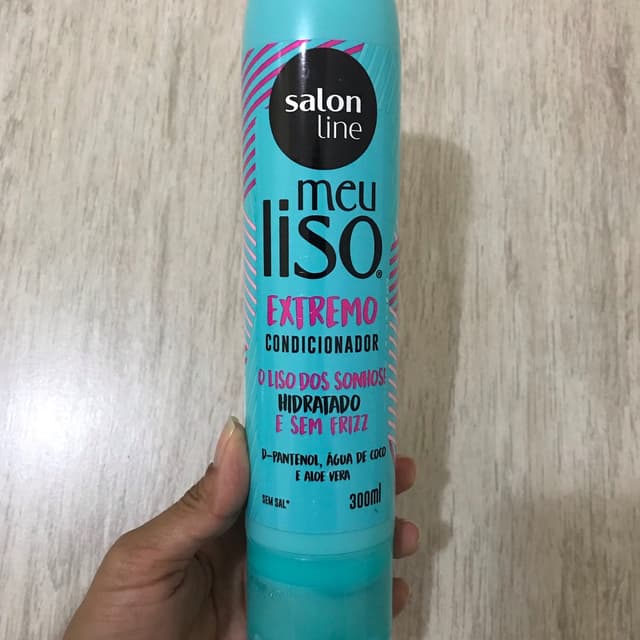 salon
line
meu
liso®
EXTREMO
CONDICIONADOR
O LISO DOS SONHOS!
HIDRATADO
E SEM FRIZZ
D-PANTENOL, ÁGUA DE COCO
E ALOE VERA
SEM SAL* 300ml